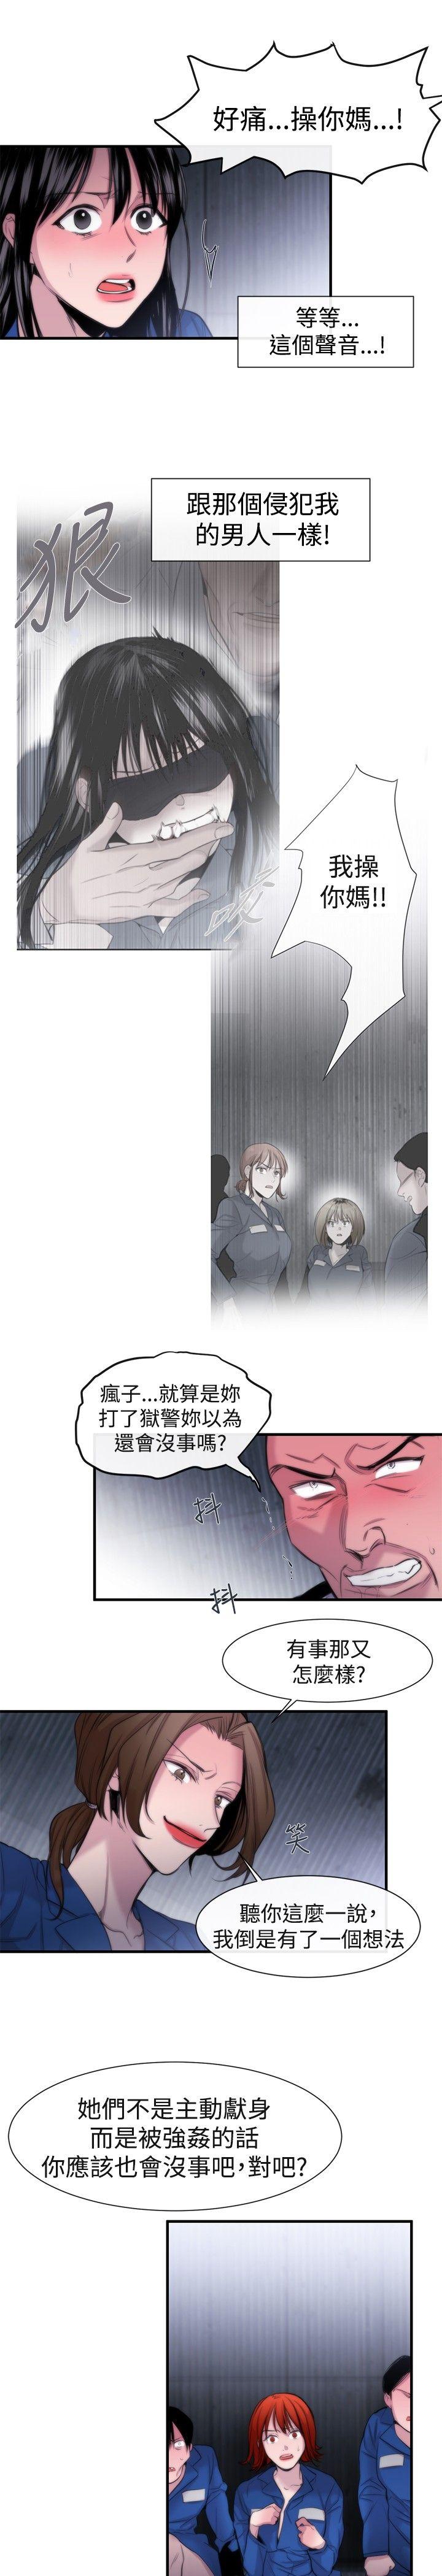 好痛...操你媽...!
等等...
這個聲音...!
跟那個侵犯我
的男人一樣!
狠
咬
我操
你媽!!
瘋子...就算是妳
打了獄警妳以為
還會沒事嗎?
抖
抖
有事那又
怎麼樣?
笑
聽你這麼一說,
我倒是有了一個想法
她們不是主動獻身
而是被強姦的話
你應該也會沒事吧,對吧?